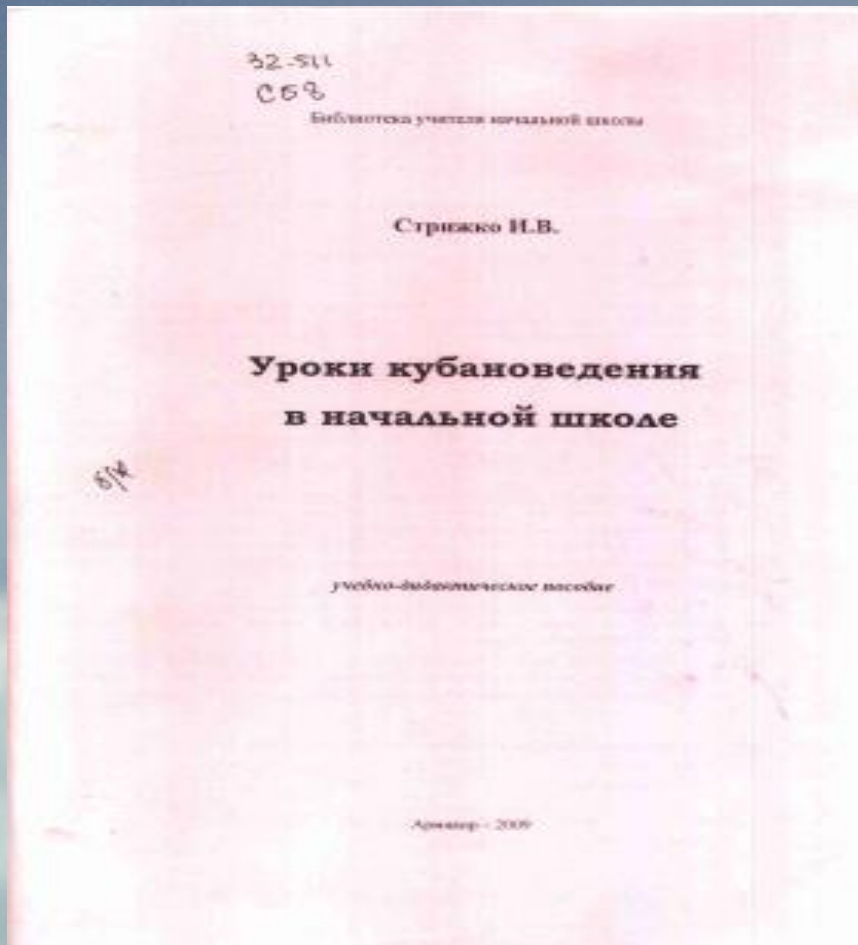 32-511
С58
Библиотека учителя начальной школы
Стрижко И.В.
Уроки кубановедения
в начальной школе
учебно-дидактическое пособие
Армавир – 2009